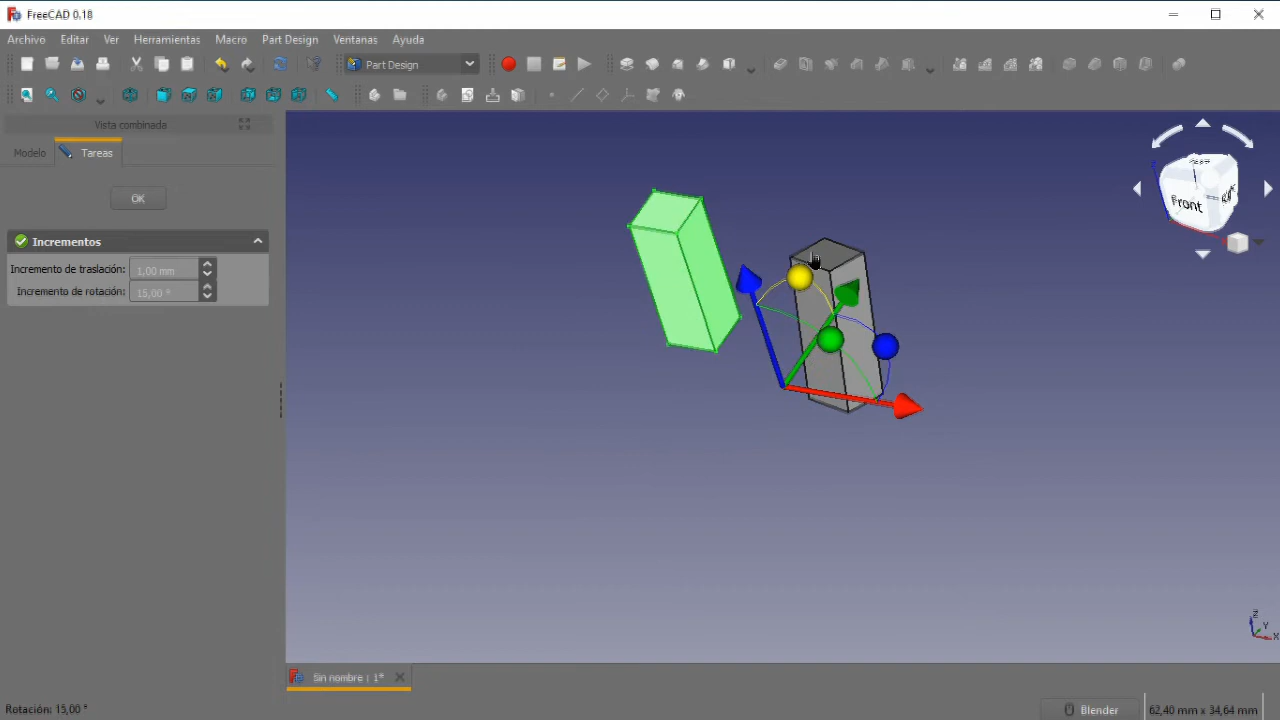 FreeCAD 0.18
Archivo Editar Ver Herramientas Macro Part Design Ventanas Ayuda
Part Design
Vista combinada
Modelo Tareas
OK
Incrementos
Incremento de traslación: 1,00 mm
Incremento de rotación: 15,00 °
Front
Z
Y
X
Sin nombre : 1*
Rotación: 15,00 °
Blender
62,40 mm x 34,64 mm